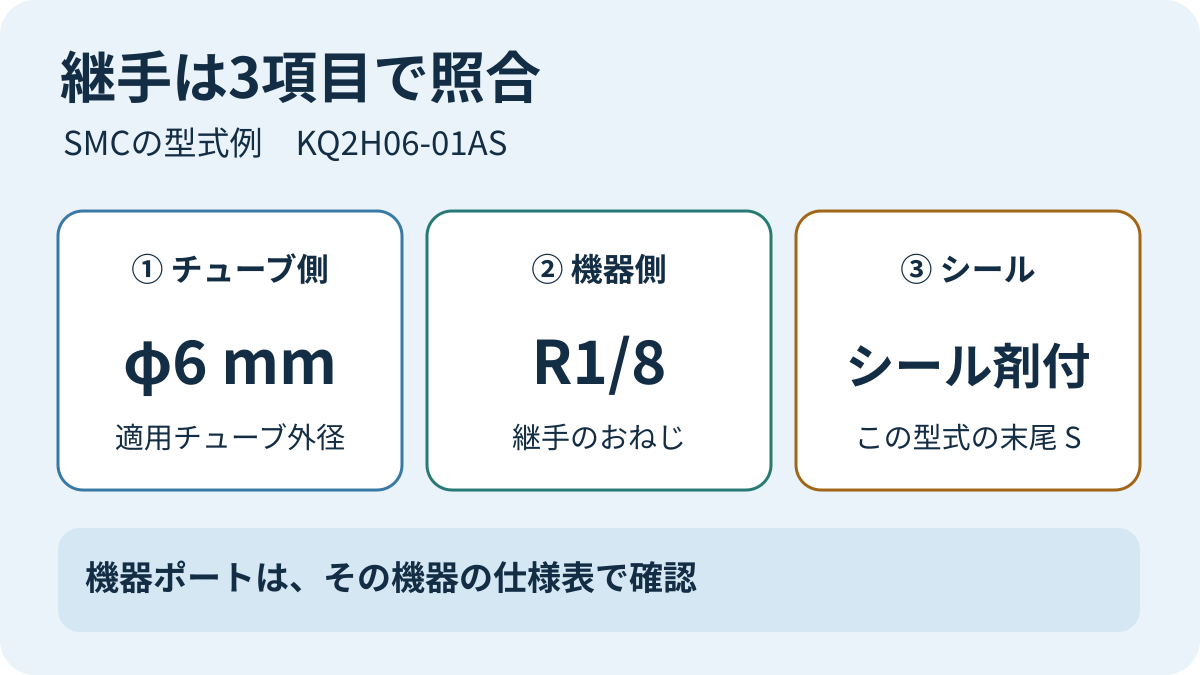 継手は3項目で照合
SMCの型式例　KQ2H06-01AS
① チューブ側
φ6 mm
適用チューブ外径
② 機器側
R1/8
継手のおねじ
③ シール
シール剤付
この型式の末尾 S
機器ポートは、その機器の仕様表で確認